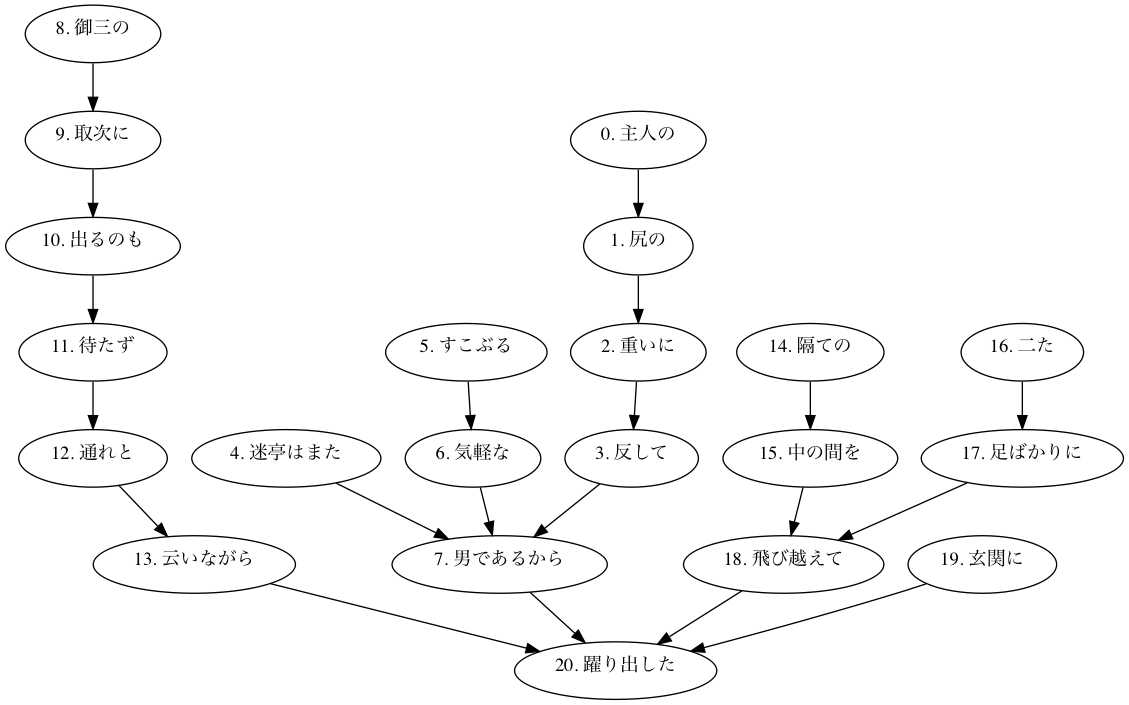 8. 御三の
9. 取次に
0. 主人の
10. 出るのも
1. 尻の
11. 待たず
5. すこぶる
2. 重いに
14. 隔ての
16. 二た
12. 通れと
4. 迷亭はまた
6. 気軽な
3. 反して
15. 中の間を
17. 足ばかりに
13. 云いながら
7. 男であるから
18. 飛び越えて
19. 玄関に
20. 躍り出した